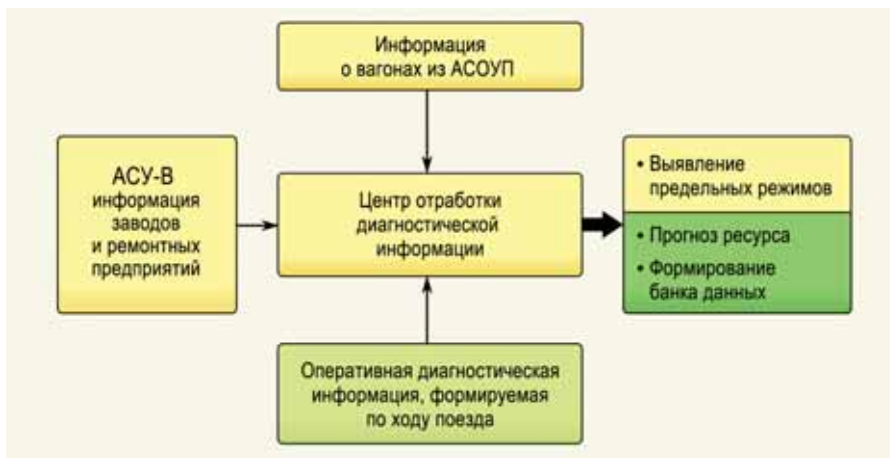 Информация
о вагонах из АСОУП
АСУ-В
информация
заводов
и ремонтных
предприятий
Центр отработки
диагностической
информации
• Выявление
предельных режимов
• Прогноз ресурса
• Формирование
банка данных
Оперативная диагностическая
информация, формируемая
по ходу поезда